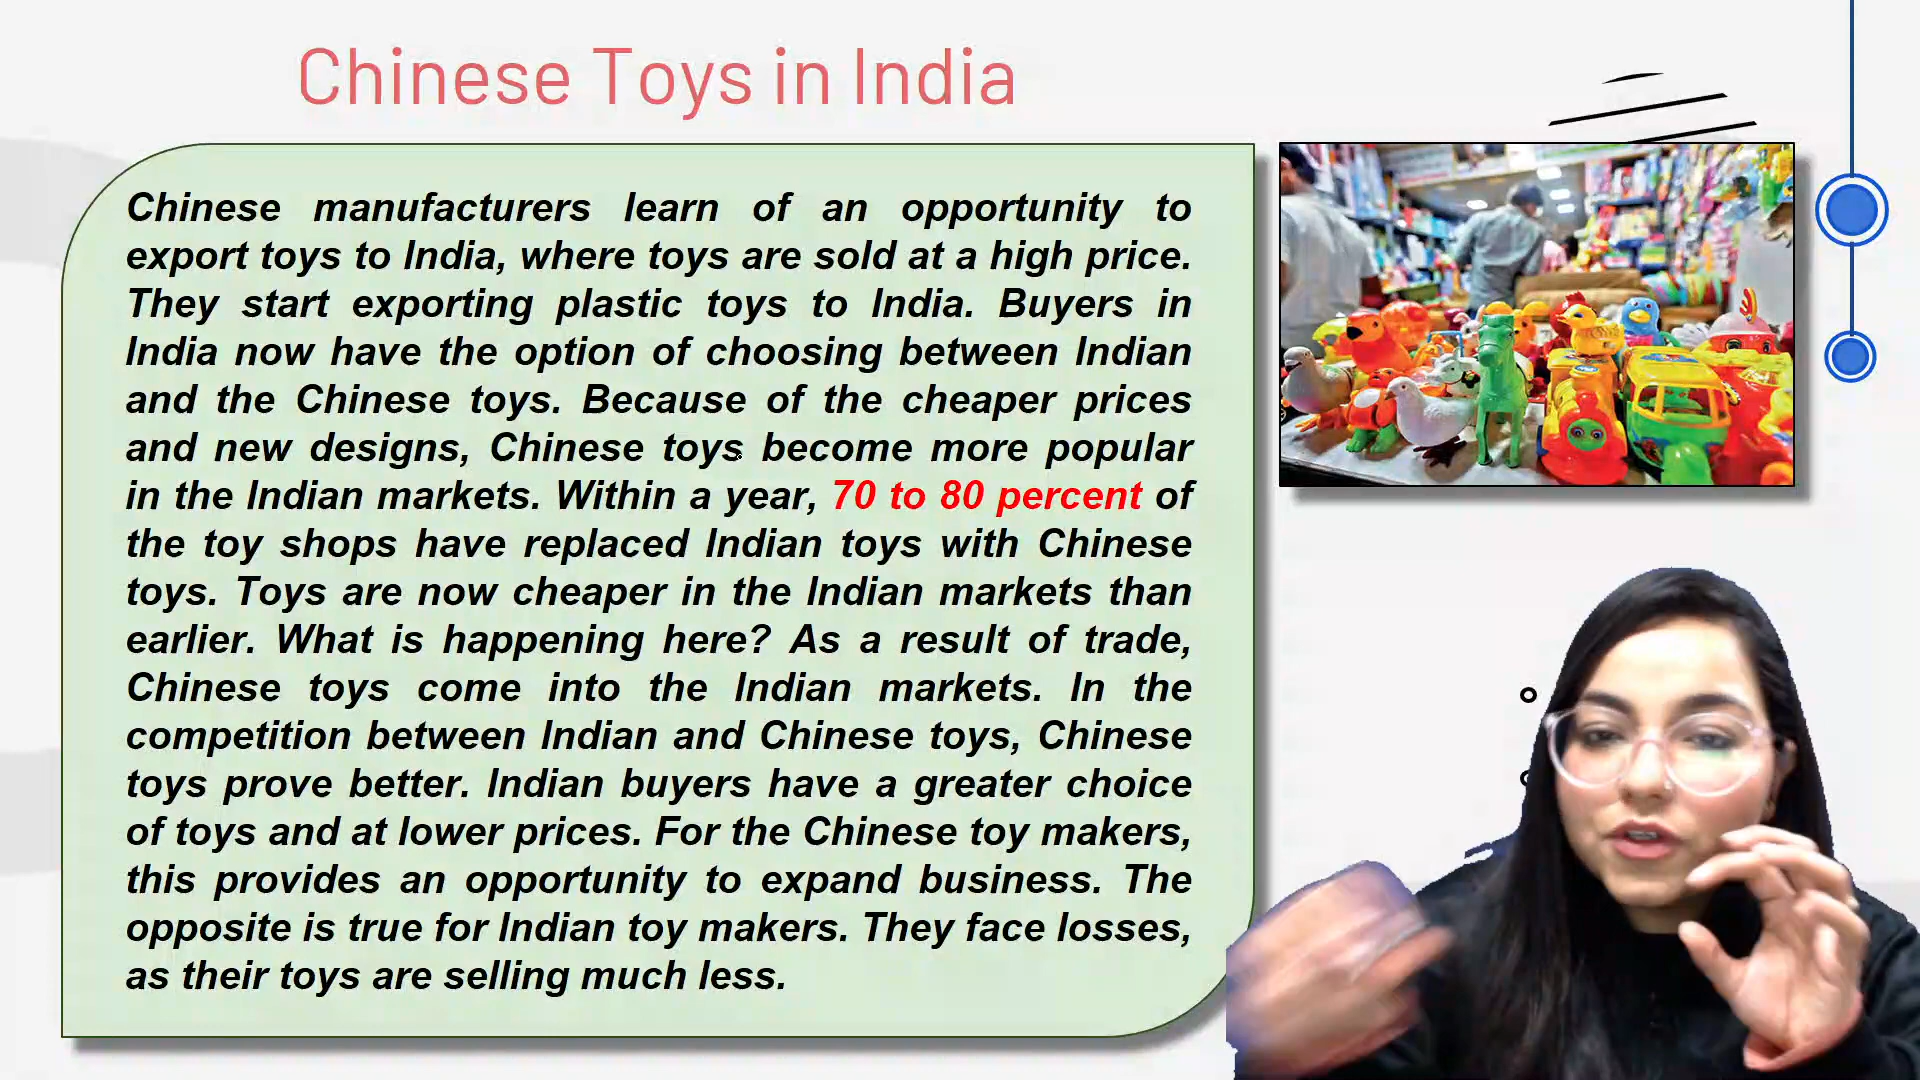 Chinese Toys in India
Chinese manufacturers learn of an opportunity to
export toys to India, where toys are sold at a high price.
They start exporting plastic toys to India. Buyers in
India now have the option of choosing between Indian
and the Chinese toys. Because of the cheaper prices
and new designs, Chinese toys become more popular
in the Indian markets. Within a year, 70 to 80 percent of
the toy shops have replaced Indian toys with Chinese
toys. Toys are now cheaper in the Indian markets than
earlier. What is happening here? As a result of trade,
Chinese toys come into the Indian markets. In the
competition between Indian and Chinese toys, Chinese
toys prove better. Indian buyers have a greater choice
of toys and at lower prices. For the Chinese toy makers,
this provides an opportunity to expand business. The
opposite is true for Indian toy makers. They face losses,
as their toys are selling much less.